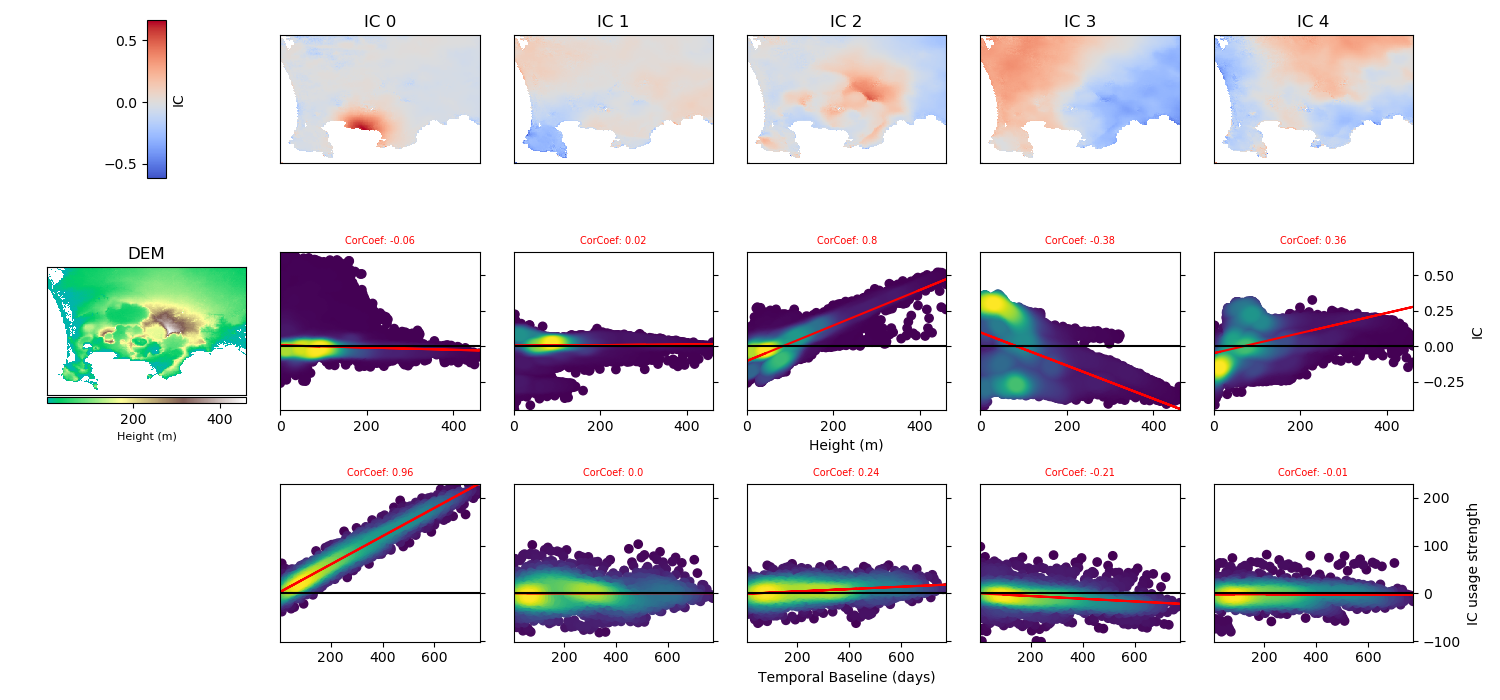 IC 0
IC 1
IC 2
IC 3
IC 4
0.5
0.0
−0.5
IC
CorCoef: -0.06
CorCoef: 0.02
CorCoef: 0.8
CorCoef: -0.38
CorCoef: 0.36
DEM
200
400
Height (m)
0.50
0.25
0.00
−0.25
IC
0
200
400
0
200
400
0
200
400
0
200
400
0
200
400
Height (m)
CorCoef: 0.96
CorCoef: 0.0
CorCoef: 0.24
CorCoef: -0.21
CorCoef: -0.01
200
100
0
−100
IC usage strength
200
400
600
200
400
600
200
400
600
200
400
600
200
400
600
Temporal Baseline (days)